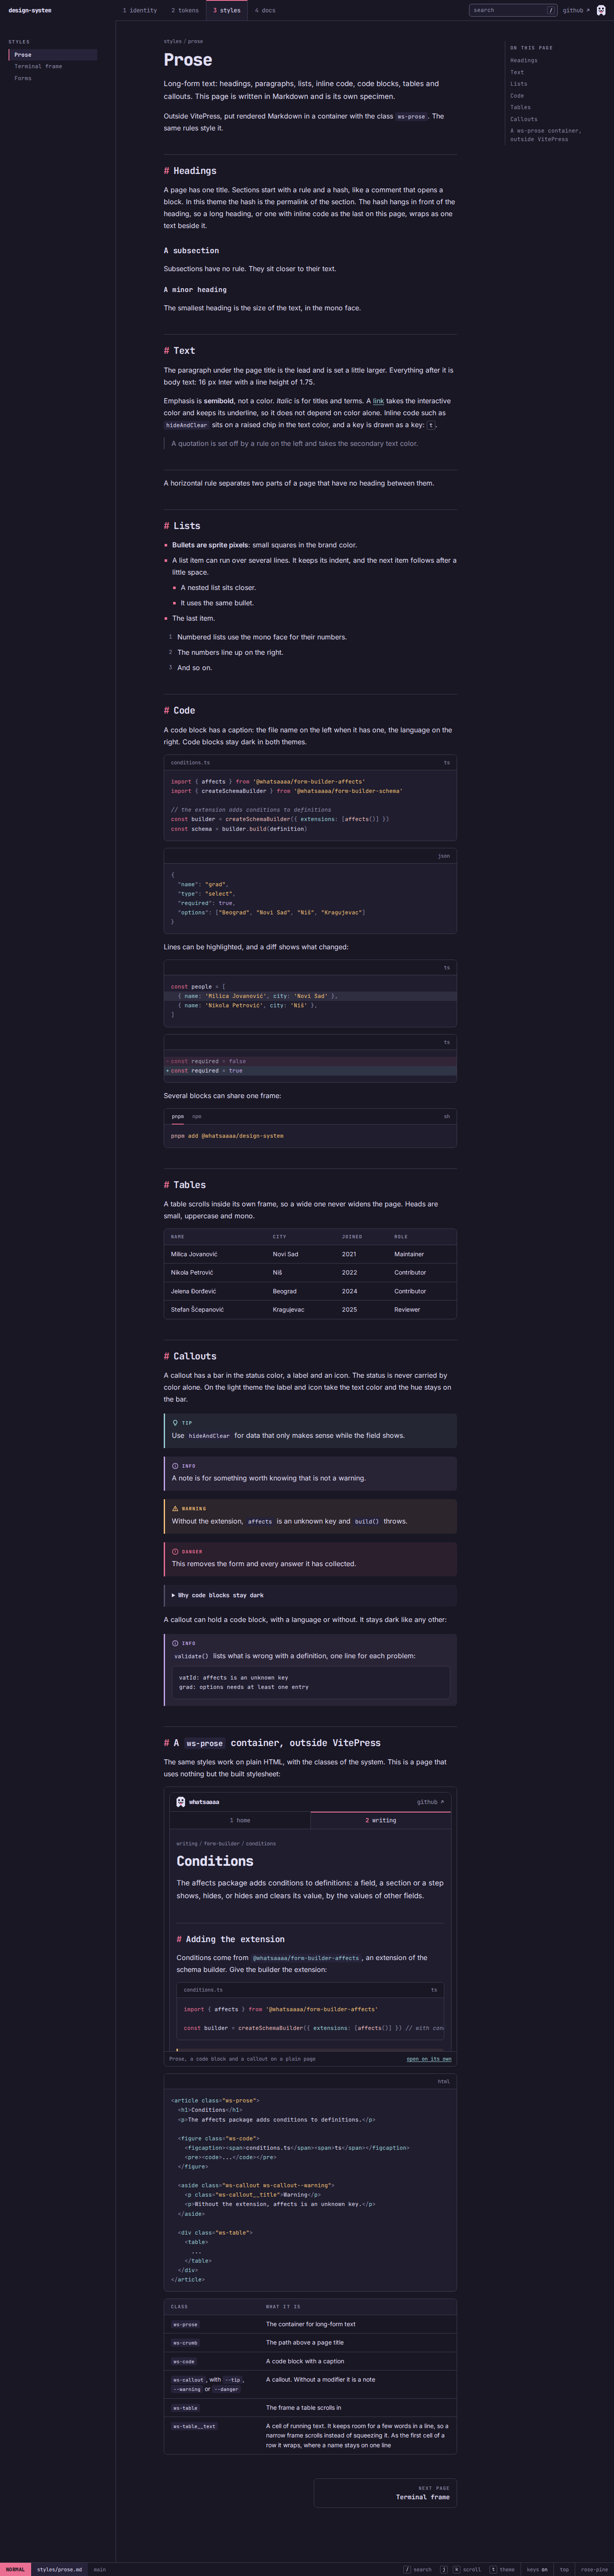 design-system
1 identity
2 tokens
3 styles
4 docs
search /
github ↗
STYLES
Prose
Terminal frame
Forms
styles / prose
Prose
Long-form text: headings, paragraphs, lists, inline code, code blocks, tables and
callouts. This page is written in Markdown and is its own specimen.
Outside VitePress, put rendered Markdown in a container with the class ws-prose. The
same rules style it.
ON THIS PAGE
Headings
Text
Lists
Code
Tables
Callouts
A ws-prose container,
outside VitePress
# Headings
A page has one title. Sections start with a rule and a hash, like a comment that opens a
block. In this theme the hash is the permalink of the section. The hash hangs in front of the
heading, so a long heading, or one with inline code as the last on this page, wraps as one
text beside it.
A subsection
Subsections have no rule. They sit closer to their text.
A minor heading
The smallest heading is the size of the text, in the mono face.
# Text
The paragraph under the page title is the lead and is set a little larger. Everything after it is
body text: 16 px Inter with a line height of 1.75.
Emphasis is semibold, not a color. Italic is for titles and terms. A link takes the interactive
color and keeps its underline, so it does not depend on color alone. Inline code such as
hideAndClear sits on a raised chip in the text color, and a key is drawn as a key: t.
A quotation is set off by a rule on the left and takes the secondary text color.
A horizontal rule separates two parts of a page that have no heading between them.
# Lists
Bullets are sprite pixels: small squares in the brand color.
A list item can run over several lines. It keeps its indent, and the next item follows after a
little space.
A nested list sits closer.
It uses the same bullet.
The last item.
1 Numbered lists use the mono face for their numbers.
2 The numbers line up on the right.
3 And so on.
# Code
A code block has a caption: the file name on the left when it has one, the language on the
right. Code blocks stay dark in both themes.
conditions.ts ts
import { affects } from '@whatsaaaa/form-builder-affects'
import { createSchemaBuilder } from '@whatsaaaa/form-builder-schema'
// the extension adds conditions to definitions
const builder = createSchemaBuilder({ extensions: [affects()] })
const schema = builder.build(definition)
json
{
"name": "grad",
"type": "select",
"required": true,
"options": ["Beograd", "Novi Sad", "Niš", "Kragujevac"]
}
Lines can be highlighted, and a diff shows what changed:
ts
const people = [
{ name: 'Milica Jovanović', city: 'Novi Sad' },
{ name: 'Nikola Petrović', city: 'Niš' },
]
ts
- const required = false
+ const required = true
Several blocks can share one frame:
pnpm npm sh
pnpm add @whatsaaaa/design-system
# Tables
A table scrolls inside its own frame, so a wide one never widens the page. Heads are
small, uppercase and mono.
NAME CITY JOINED ROLE
Milica Jovanović Novi Sad 2021 Maintainer
Nikola Petrović Niš 2022 Contributor
Jelena Đorđević Beograd 2024 Contributor
Stefan Šćepanović Kragujevac 2025 Reviewer
# Callouts
A callout has a bar in the status color, a label and an icon. The status is never carried by
color alone. On the light theme the label and icon take the text color and the hue stays on
the bar.
TIP
Use hideAndClear for data that only makes sense while the field shows.
INFO
A note is for something worth knowing that is not a warning.
WARNING
Without the extension, affects is an unknown key and build() throws.
DANGER
This removes the form and every answer it has collected.
▶ Why code blocks stay dark
A callout can hold a code block, with a language or without. It stays dark like any other:
INFO
validate() lists what is wrong with a definition, one line for each problem:
vatId: affects is an unknown key
grad: options needs at least one entry
# A ws-prose container, outside VitePress
The same styles work on plain HTML, with the classes of the system. This is a page that
uses nothing but the built stylesheet:
whatsaaaa
github ↗
1 home
2 writing
writing / form-builder / conditions
Conditions
The affects package adds conditions to definitions: a field, a section or a step
shows, hides, or hides and clears its value, by the values of other fields.
# Adding the extension
Conditions come from @whatsaaaa/form-builder-affects, an extension of the
schema builder. Give the builder the extension:
conditions.ts ts
import { affects } from '@whatsaaaa/form-builder-affects'
const builder = createSchemaBuilder({ extensions: [affects()] }) // with con
Prose, a code block and a callout on a plain page
open on its own
html
<article class="ws-prose">
<h1>Conditions</h1>
<p>The affects package adds conditions to definitions.</p>
<figure class="ws-code">
<figcaption><span>conditions.ts</span><span>ts</span></figcaption>
<pre><code>...</code></pre>
</figure>
<aside class="ws-callout ws-callout--warning">
<p class="ws-callout__title">Warning</p>
<p>Without the extension, affects is an unknown key.</p>
</aside>
<div class="ws-table">
<table>
...
</table>
</div>
</article>
CLASS WHAT IT IS
ws-prose The container for long-form text
ws-crumb The path above a page title
ws-code A code block with a caption
ws-callout, with --tip, A callout. Without a modifier it is a note
--warning or --danger
ws-table The frame a table scrolls in
ws-table__text A cell of running text. It keeps room for a few words in a line, so a
narrow frame scrolls instead of squeezing it. As the first cell of a
row it wraps, where a name stays on one line
NEXT PAGE
Terminal frame
NORMAL
styles/prose.md
main
/ search
j k scroll
t theme
keys on
top
rose-pine